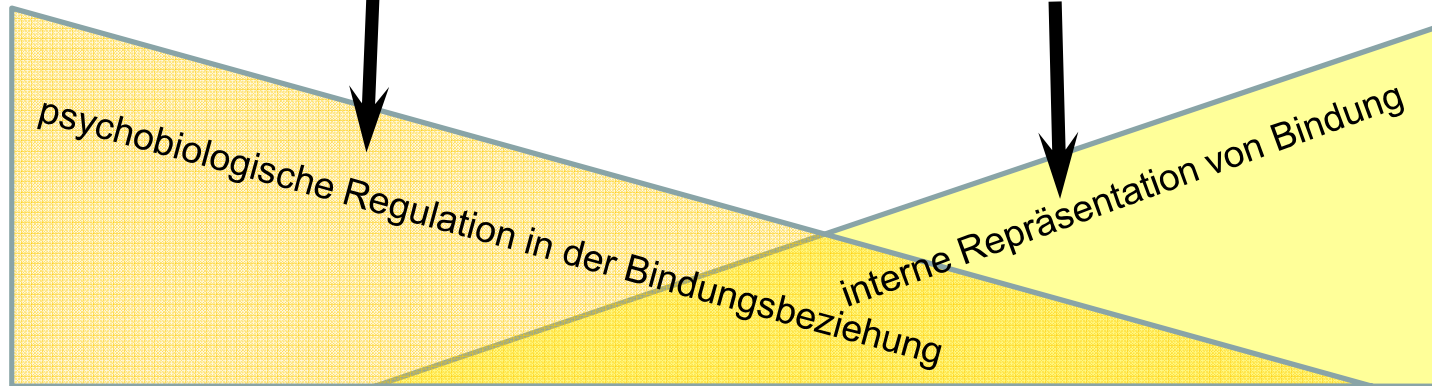 psychobiologische Regulation in der Bindungsbeziehung
interne Repräsentation von Bindung